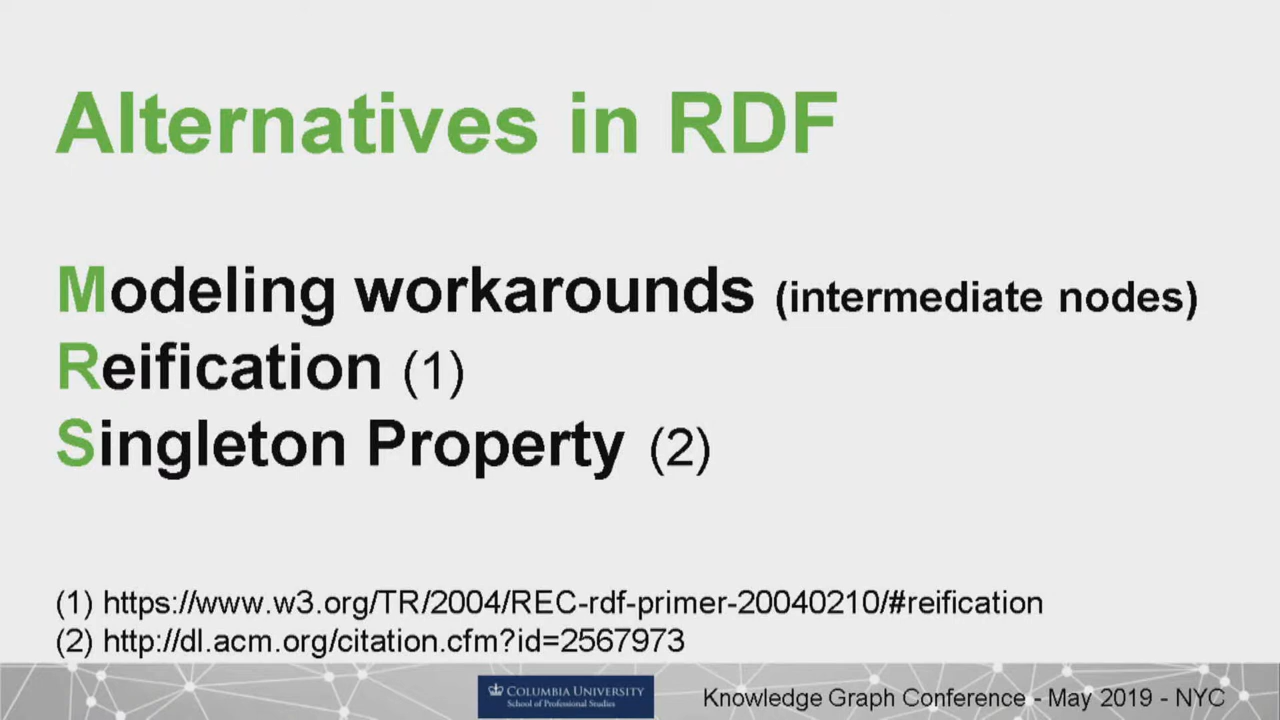 Alternatives in RDF
Modeling workarounds (intermediate nodes)
Reification (1)
Singleton Property (2)
(1) https://www.w3.org/TR/2004/REC-rdf-primer-20040210/#reification
(2) http://dl.acm.org/citation.cfm?id=2567973
COLUMBIA UNIVERSITY
School of Professional Studies
Knowledge Graph Conference - May 2019 - NYC